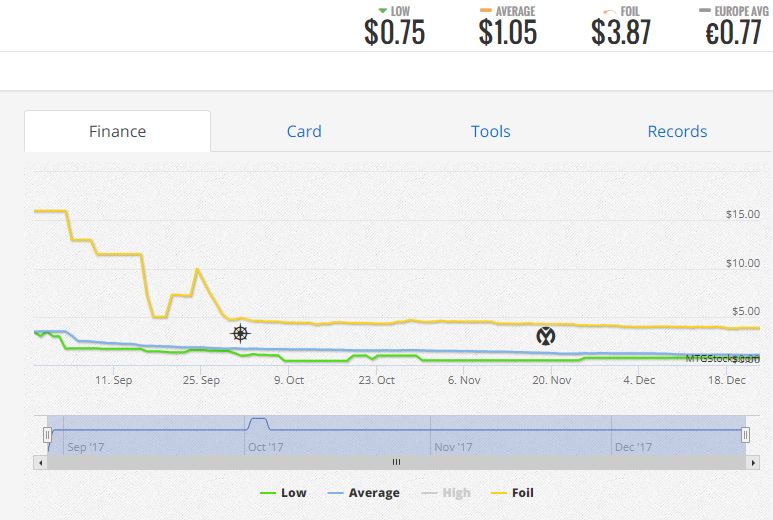 LOW AVERAGE FOIL EUROPE AVG
$0.75 $1.05 $3.87 €0.77
Finance Card Tools Records
$15.00
$10.00
$5.00
MTGStock$0.00
11. Sep 25. Sep 9. Oct 23. Oct 6. Nov 20. Nov 4. Dec 18. Dec
Sep '17 Oct '17 Nov '17 Dec '17
Low Average High Foil